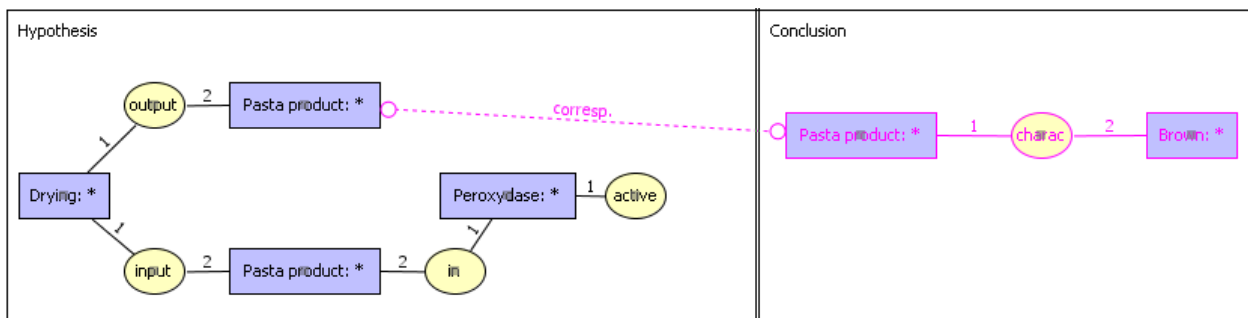 Hypothesis
Conclusion
output
2
Pasta product: *
corresp.
Pasta product: *
1
charac
2
Brown: *
1
Drying: *
Peroxydase: *
1
active
1
1
input
2
Pasta product: *
2
in